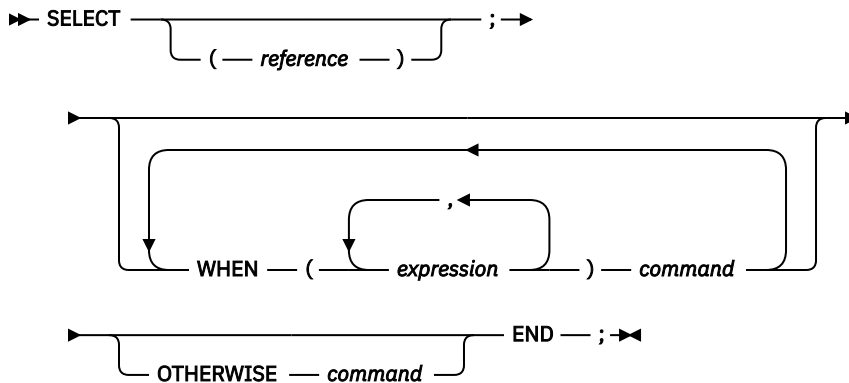 SELECT ( reference ) ;
,
WHEN ( expression ) command
OTHERWISE command END ;